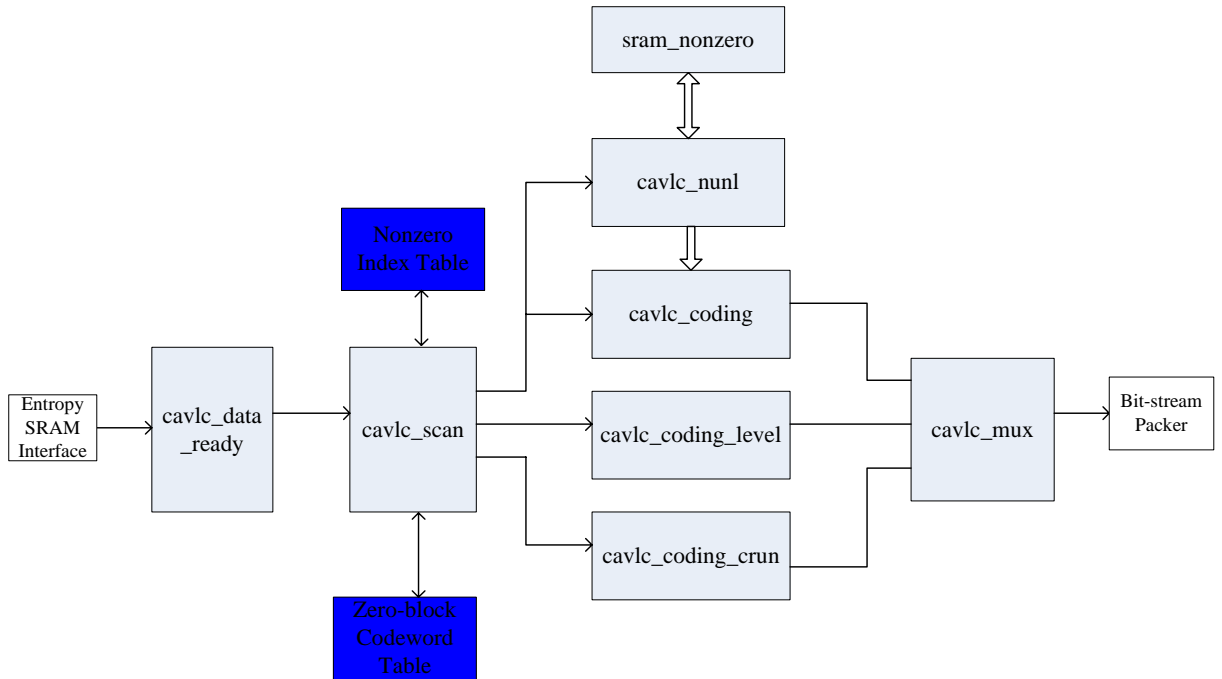 sram_nonzero
cavlc_nunl
Nonzero
Index Table
cavlc_coding
Entropy
SRAM
Interface
cavlc_data
_ready
cavlc_scan
cavlc_coding_level
cavlc_mux
Bit-stream
Packer
cavlc_coding_crun
Zero-block
Codeword
Table